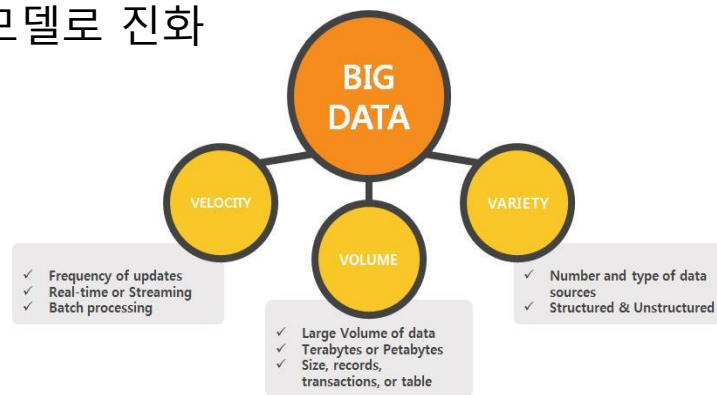 모델로 진화
BIG
DATA
VELOCITY
VARIETY
VOLUME
✓ Frequency of updates
✓ Real-time or Streaming
✓ Batch processing
✓ Number and type of data
sources
✓ Structured & Unstructured
✓ Large Volume of data
✓ Terabytes or Petabytes
✓ Size, records,
transactions, or table